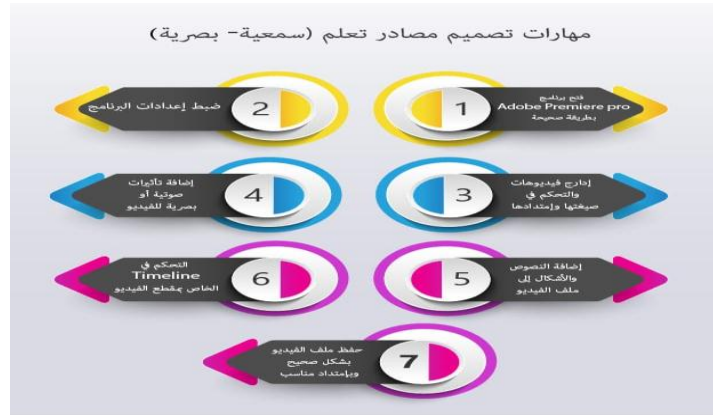 مهارات تصميم مصادر تعلم (سمعية- بصرية)
1
فتح برنامج
Adobe Premiere pro
بطريقة صحيحة
2
ضبط إعدادات البرنامج
3
إدارج فيديوهات
والتحكم في
صيغتها وإمتدادها
4
إضافة تأثيرات
صوتية أو
بصرية للفيديو
5
إضافة النصوص
والأشكال إلى
ملف الفيديو
6
التحكم في
Timeline
الخاص بمقطع الفيديو
7
حفظ ملف الفيديو
بشكل صحيح
وبإمتداد مناسب